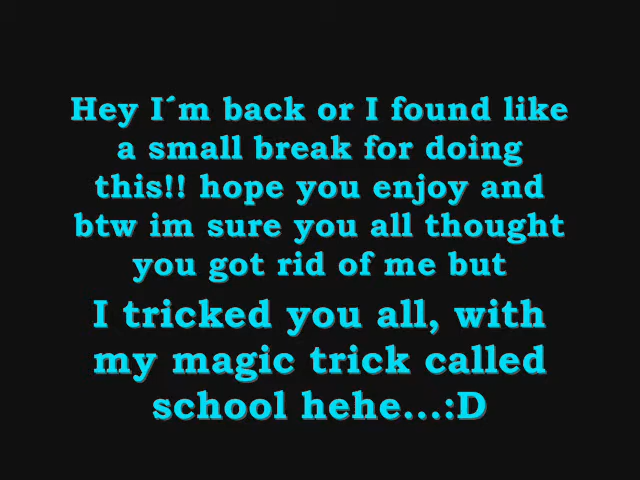 Hey I´m back or I found like
a small break for doing
this!! hope you enjoy and
btw im sure you all thought
you got rid of me but
I tricked you all, with
my magic trick called
school hehe...:D